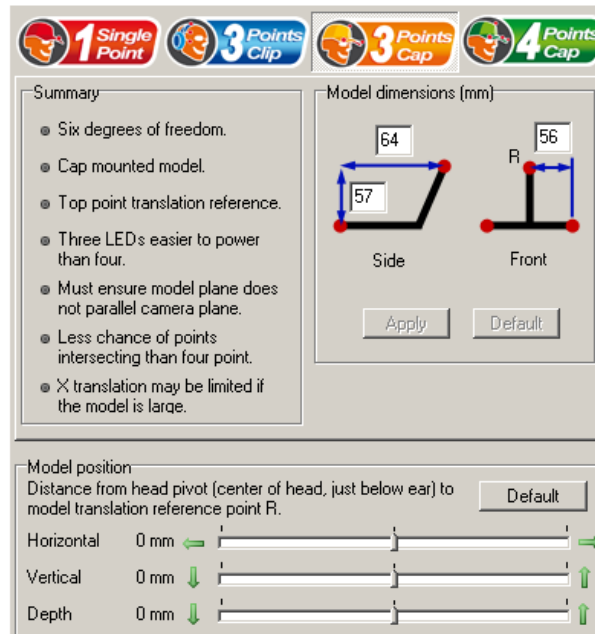 1 Single Point
3 Points Clip
3 Points Cap
4 Points Cap
Summary
Six degrees of freedom.
Cap mounted model.
Top point translation reference.
Three LEDs easier to power
than four.
Must ensure model plane does
not parallel camera plane.
Less chance of points
intersecting than four point.
X translation may be limited if
the model is large.
Model dimensions (mm)
64
57
Side
R
56
Front
Apply
Default
Model position
Distance from head pivot (center of head, just below ear) to
model translation reference point R.
Default
Horizontal 0 mm
Vertical 0 mm
Depth 0 mm